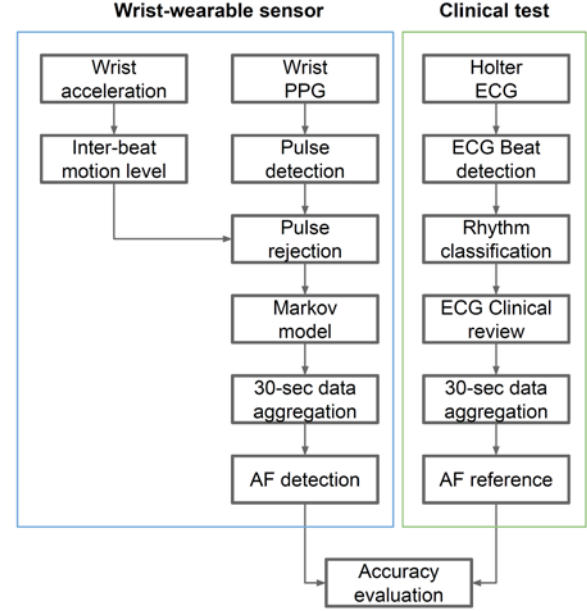 Wrist-wearable sensor
Clinical test
Wrist
acceleration
Wrist
PPG
Holter
ECG
Inter-beat
motion level
Pulse
detection
ECG Beat
detection
Pulse
rejection
Rhythm
classification
Markov
model
ECG Clinical
review
30-sec data
aggregation
30-sec data
aggregation
AF detection
AF reference
Accuracy
evaluation